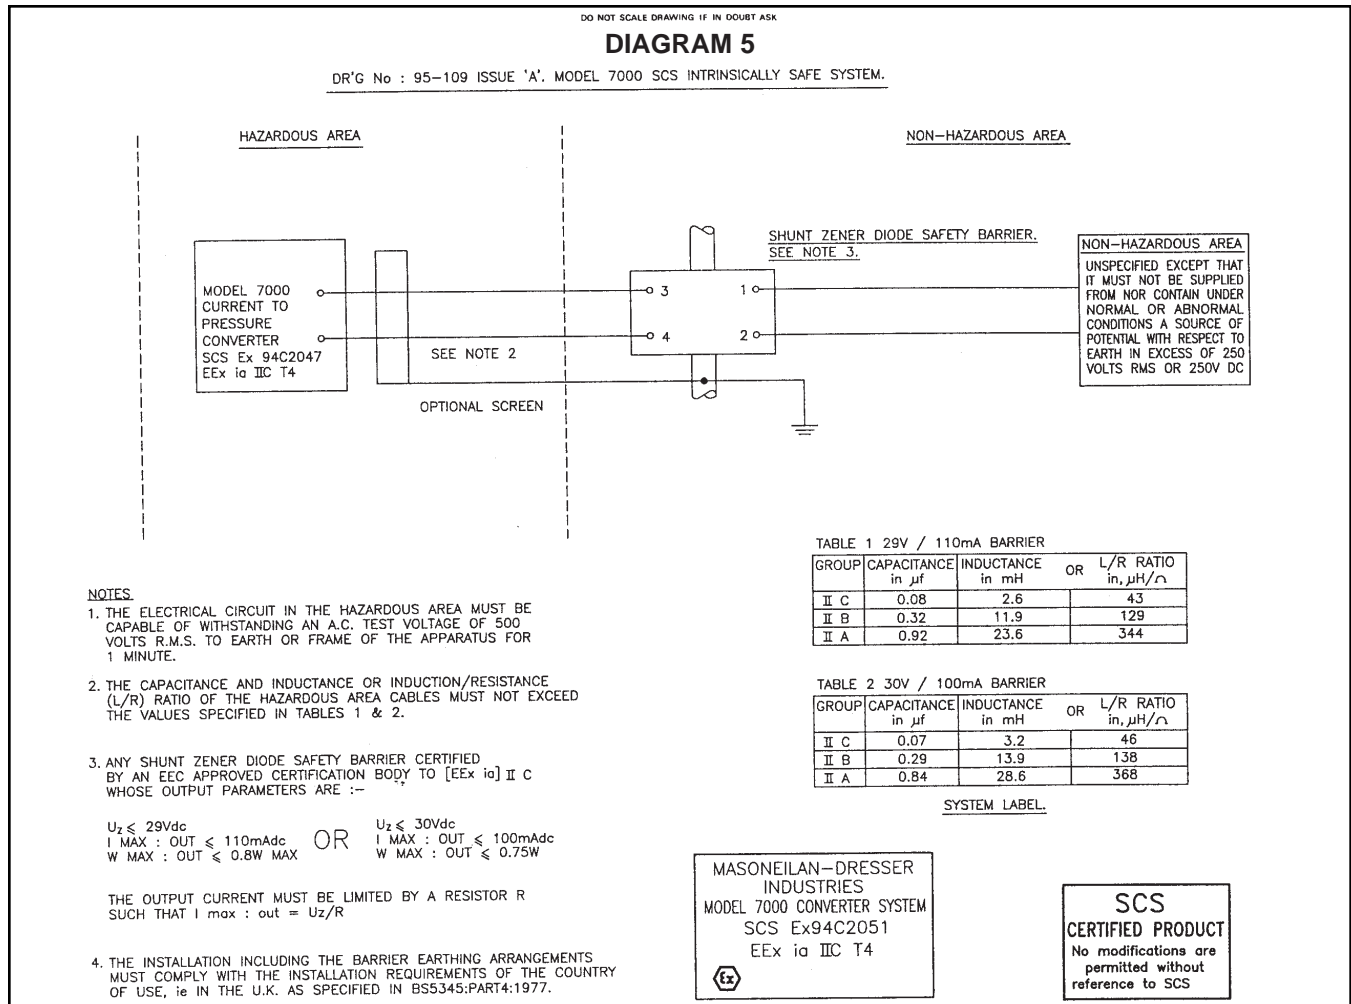 DO NOT SCALE DRAWING IF IN DOUBT ASK
DIAGRAM 5
DR'G No : 95-109 ISSUE 'A'. MODEL 7000 SCS INTRINSICALLY SAFE SYSTEM.
HAZARDOUS AREA
NON-HAZARDOUS AREA
MODEL 7000
CURRENT TO
PRESSURE
CONVERTER
SCS Ex 94C2047
EEx ia IIC T4
SEE NOTE 2
OPTIONAL SCREEN
3
4
1
2
SHUNT ZENER DIODE SAFETY BARRIER.
SEE NOTE 3.
NON-HAZARDOUS AREA
UNSPECIFIED EXCEPT THAT
IT MUST NOT BE SUPPLIED
FROM NOR CONTAIN UNDER
NORMAL OR ABNORMAL
CONDITIONS A SOURCE OF
POTENTIAL WITH RESPECT TO
EARTH IN EXCESS OF 250
VOLTS RMS OR 250V DC
NOTES
1. THE ELECTRICAL CIRCUIT IN THE HAZARDOUS AREA MUST BE
CAPABLE OF WITHSTANDING AN A.C. TEST VOLTAGE OF 500
VOLTS R.M.S. TO EARTH OR FRAME OF THE APPARATUS FOR
1 MINUTE.
2. THE CAPACITANCE AND INDUCTANCE OR INDUCTION/RESISTANCE
(L/R) RATIO OF THE HAZARDOUS AREA CABLES MUST NOT EXCEED
THE VALUES SPECIFIED IN TABLES 1 & 2.
3. ANY SHUNT ZENER DIODE SAFETY BARRIER CERTIFIED
BY AN EEC APPROVED CERTIFICATION BODY TO [EEx ia] II C
WHOSE OUTPUT PARAMETERS ARE :-
Uz ≤ 29Vdc
I MAX : OUT ≤ 110mAdc
W MAX : OUT ≤ 0.8W MAX
OR
Uz ≤ 30Vdc
I MAX : OUT ≤ 100mAdc
W MAX : OUT ≤ 0.75W
THE OUTPUT CURRENT MUST BE LIMITED BY A RESISTOR R
SUCH THAT I max : out = Uz/R
4. THE INSTALLATION INCLUDING THE BARRIER EARTHING ARRANGEMENTS
MUST COMPLY WITH THE INSTALLATION REQUIREMENTS OF THE COUNTRY
OF USE, ie IN THE U.K. AS SPECIFIED IN BS5345:PART4:1977.
TABLE 1 29V / 110mA BARRIER
GROUP CAPACITANCE in µf INDUCTANCE in mH OR L/R RATIO in, µH/Ω
II C 0.08 2.6 43
II B 0.32 11.9 129
II A 0.92 23.6 344
TABLE 2 30V / 100mA BARRIER
GROUP CAPACITANCE in µf INDUCTANCE in mH OR L/R RATIO in, µH/Ω
II C 0.07 3.2 46
II B 0.29 13.9 138
II A 0.84 28.6 368
SYSTEM LABEL.
MASONEILAN-DRESSER
INDUSTRIES
MODEL 7000 CONVERTER SYSTEM
SCS Ex94C2051
EEx ia IIC T4
Ex
SCS
CERTIFIED PRODUCT
No modifications are
permitted without
reference to SCS